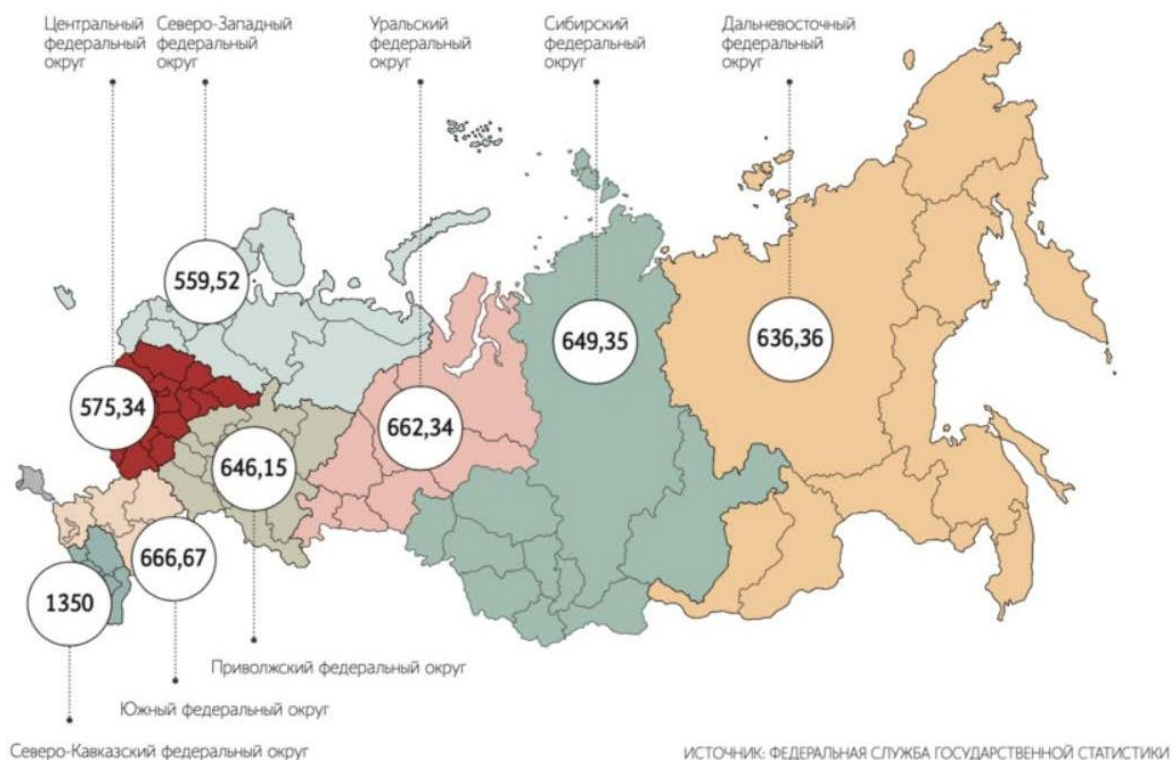 Центральный
федеральный
округ
Северо-Западный
федеральный
округ
Уральский
федеральный
округ
Сибирский
федеральный
округ
Дальневосточный
федеральный
округ
559,52
649,35
636,36
575,34
662,34
646,15
666,67
1350
Приволжский федеральный округ
Южный федеральный округ
Северо-Кавказский федеральный округ
ИСТОЧНИК: ФЕДЕРАЛЬНАЯ СЛУЖБА ГОСУДАРСТВЕННОЙ СТАТИСТИКИ